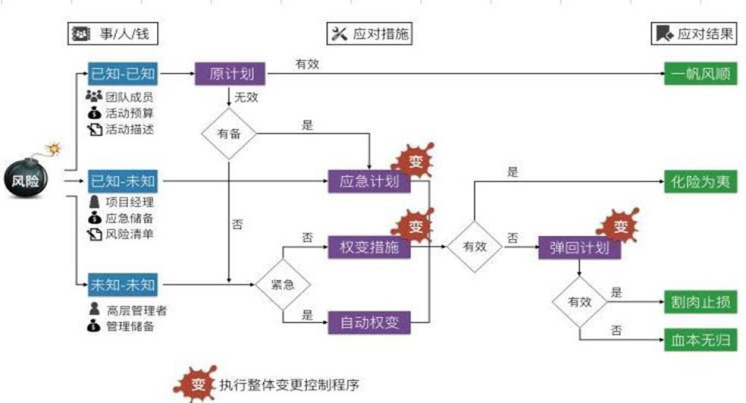 事/人/钱
应对措施
应对结果
已知-已知
原计划
有效
一帆风顺
团队成员
活动预算
活动描述
无效
有备
是
变
风险
已知-未知
应急计划
是
化险为夷
项目经理
应急储备
风险清单
否
变
变
否
权变措施
有效
否
弹回计划
未知-未知
紧急
高层管理者
管理储备
是
自动权变
有效
是
割肉止损
否
血本无归
变
执行整体变更控制程序